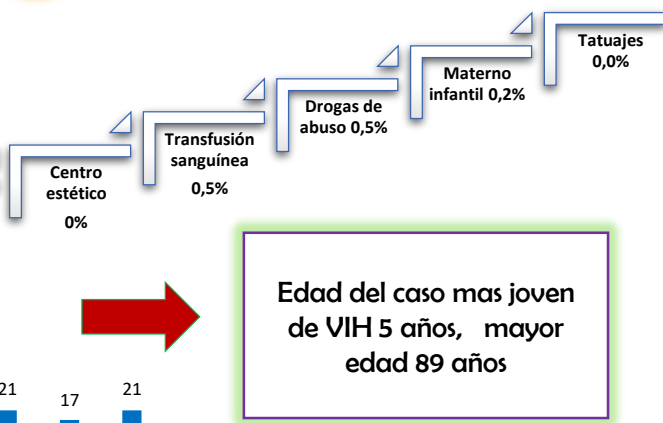 Tatuajes
0,0%
Materno
infantil 0,2%
Drogas de
abuso 0,5%
Transfusión
sanguínea
0,5%
Centro
estético
0%
Edad del caso mas joven
de VIH 5 años, mayor
edad 89 años
21
17
21